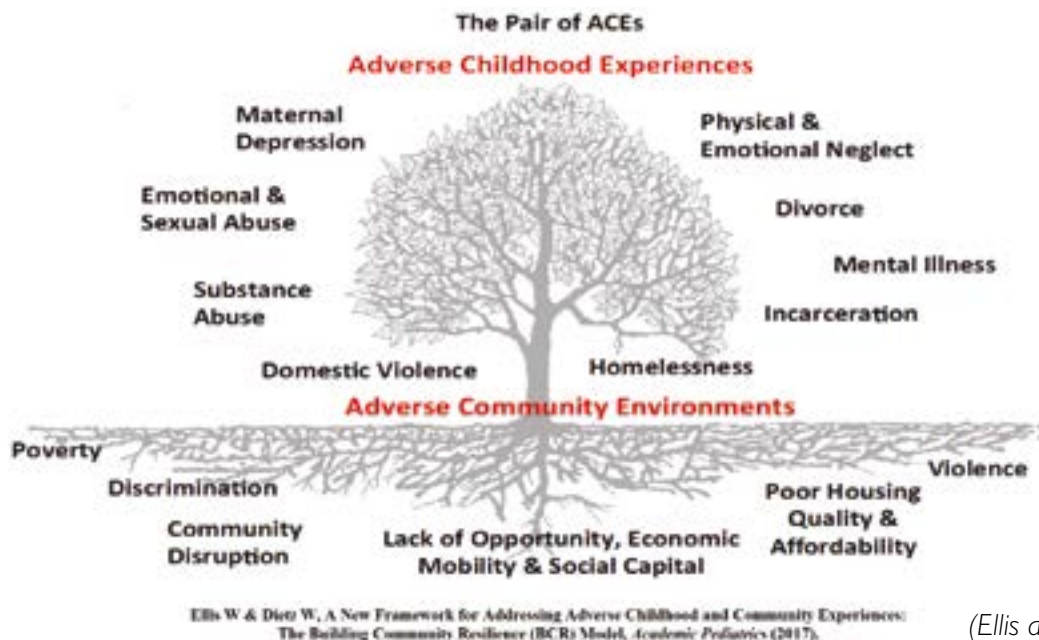 The Pair of ACEs
Adverse Childhood Experiences
Maternal
Depression
Physical &
Emotional Neglect
Emotional &
Sexual Abuse
Divorce
Mental Illness
Substance
Abuse
Incarceration
Domestic Violence
Homelessness
Adverse Community Environments
Poverty
Violence
Discrimination
Poor Housing
Quality &
Affordability
Community
Disruption
Lack of Opportunity, Economic
Mobility & Social Capital
Ellis W & Dietz W, A New Framework for Addressing Adverse Childhood and Community Experiences:
The Building Community Resilience (BCR) Model, Academic Pediatrics (2017).
(Ellis a